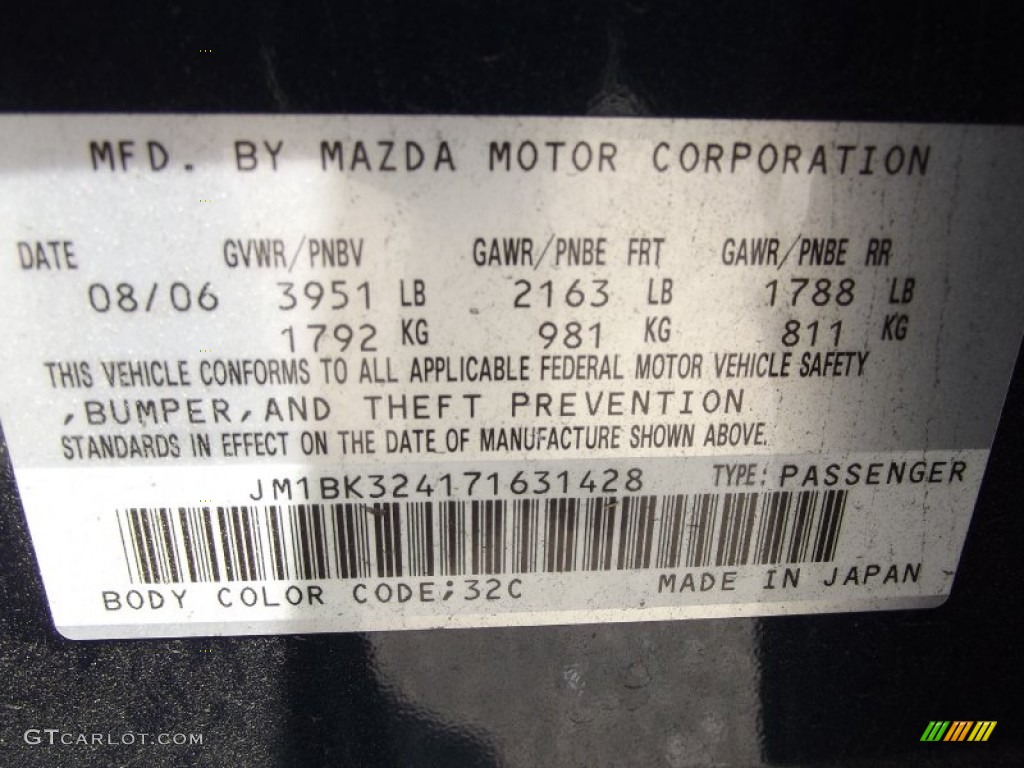 MFD. BY MAZDA MOTOR CORPORATION
DATE GVWR/PNBV GAWR/PNBE FRT GAWR/PNBE RR
08/06 3951 LB 2163 LB 1788 LB
1792 KG 981 KG 811 KG
THIS VEHICLE CONFORMS TO ALL APPLICABLE FEDERAL MOTOR VEHICLE SAFETY
,BUMPER,AND THEFT PREVENTION
STANDARDS IN EFFECT ON THE DATE OF MANUFACTURE SHOWN ABOVE.
JM1BK324171631428 TYPE: PASSENGER
BODY COLOR CODE;32C MADE IN JAPAN
GTCARLOT.COM